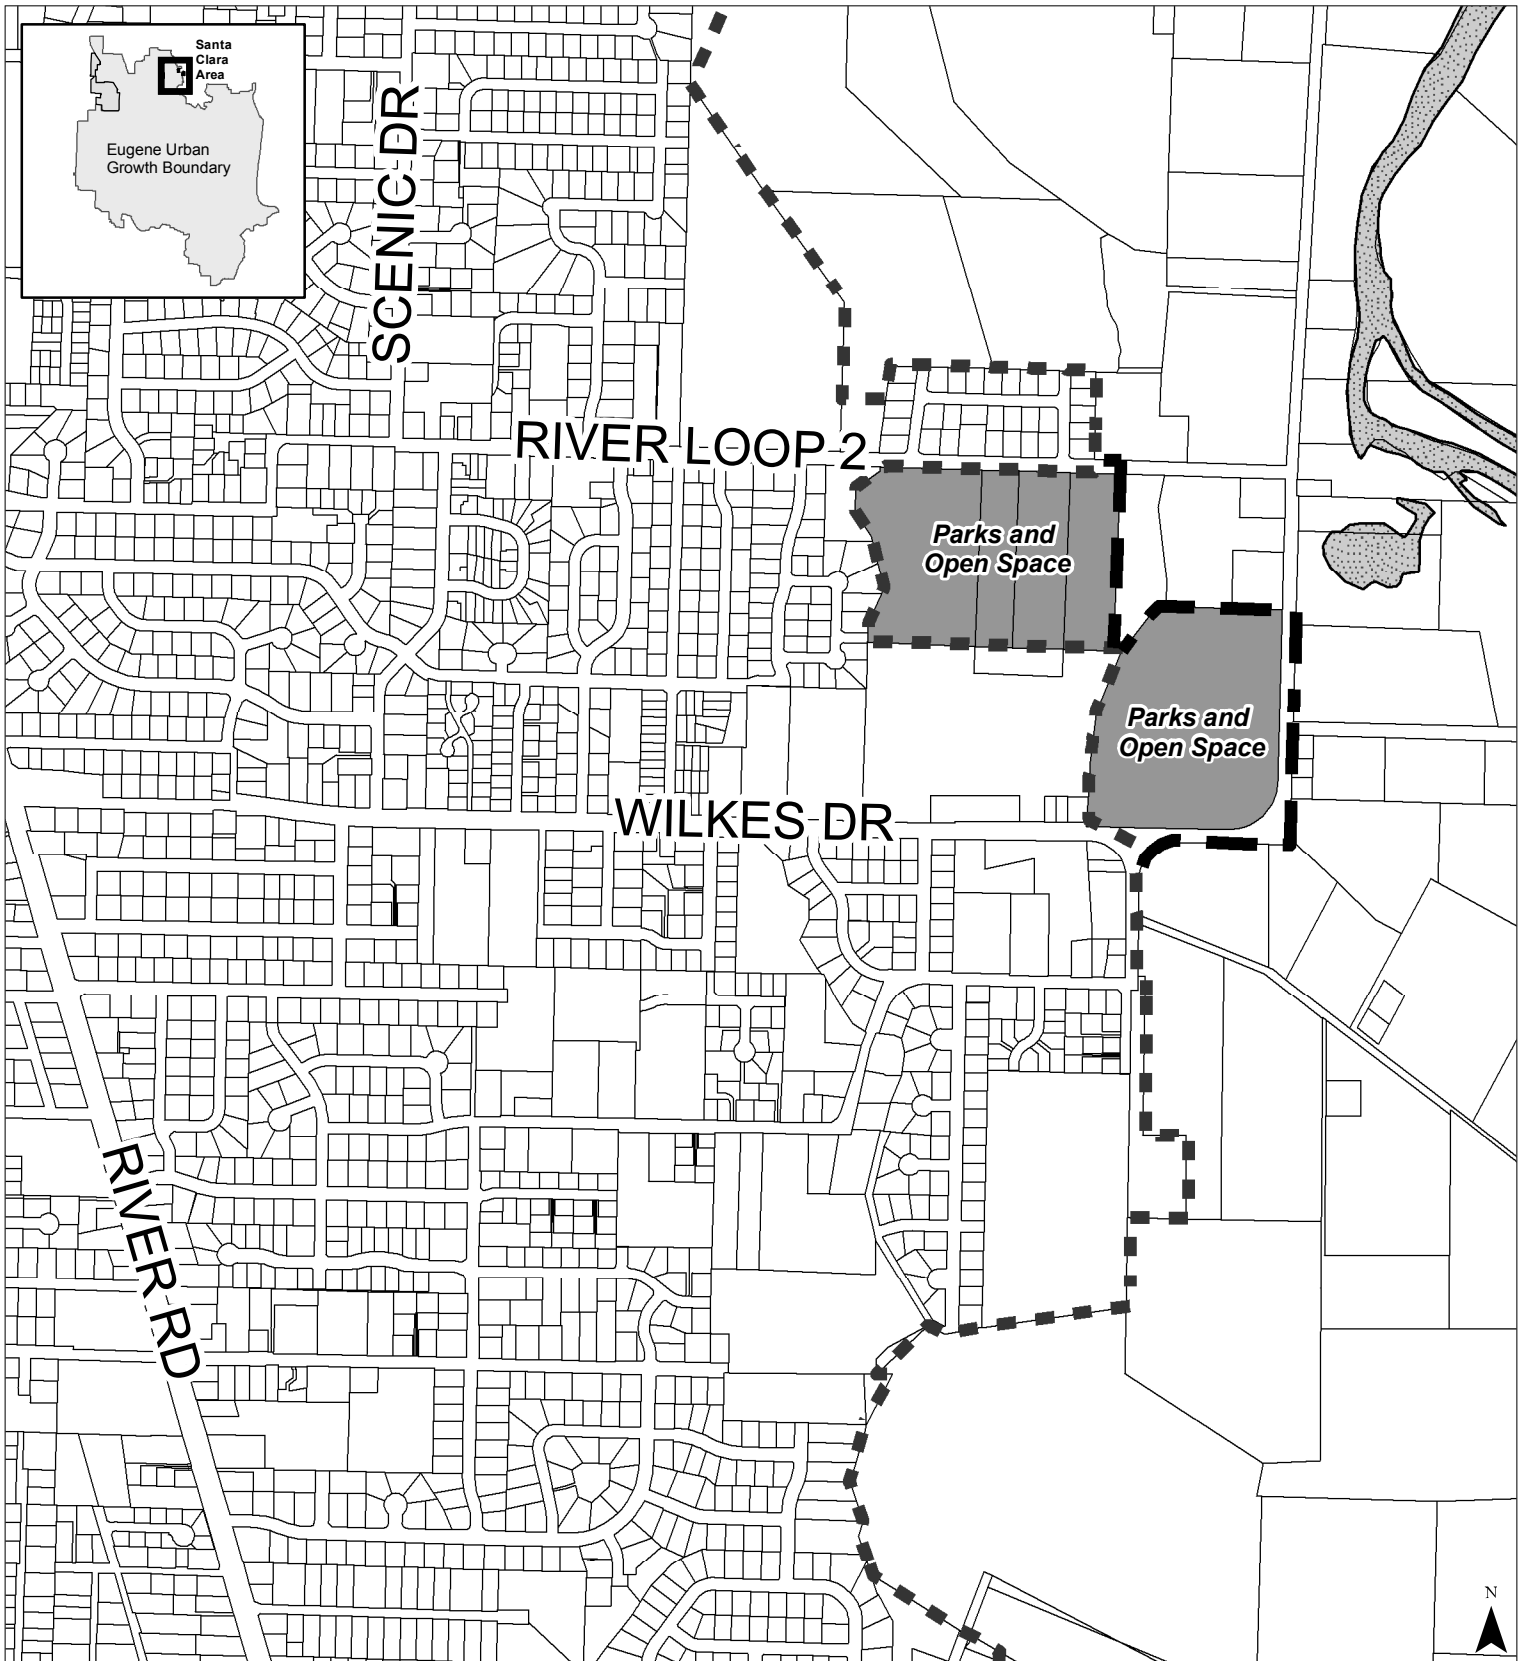 Santa
Clara
Area
Eugene Urban
Growth Boundary
SCENIC DR
RIVER LOOP 2
Parks and
Open Space
Parks and
Open Space
WILKES DR
RIVER RD
N